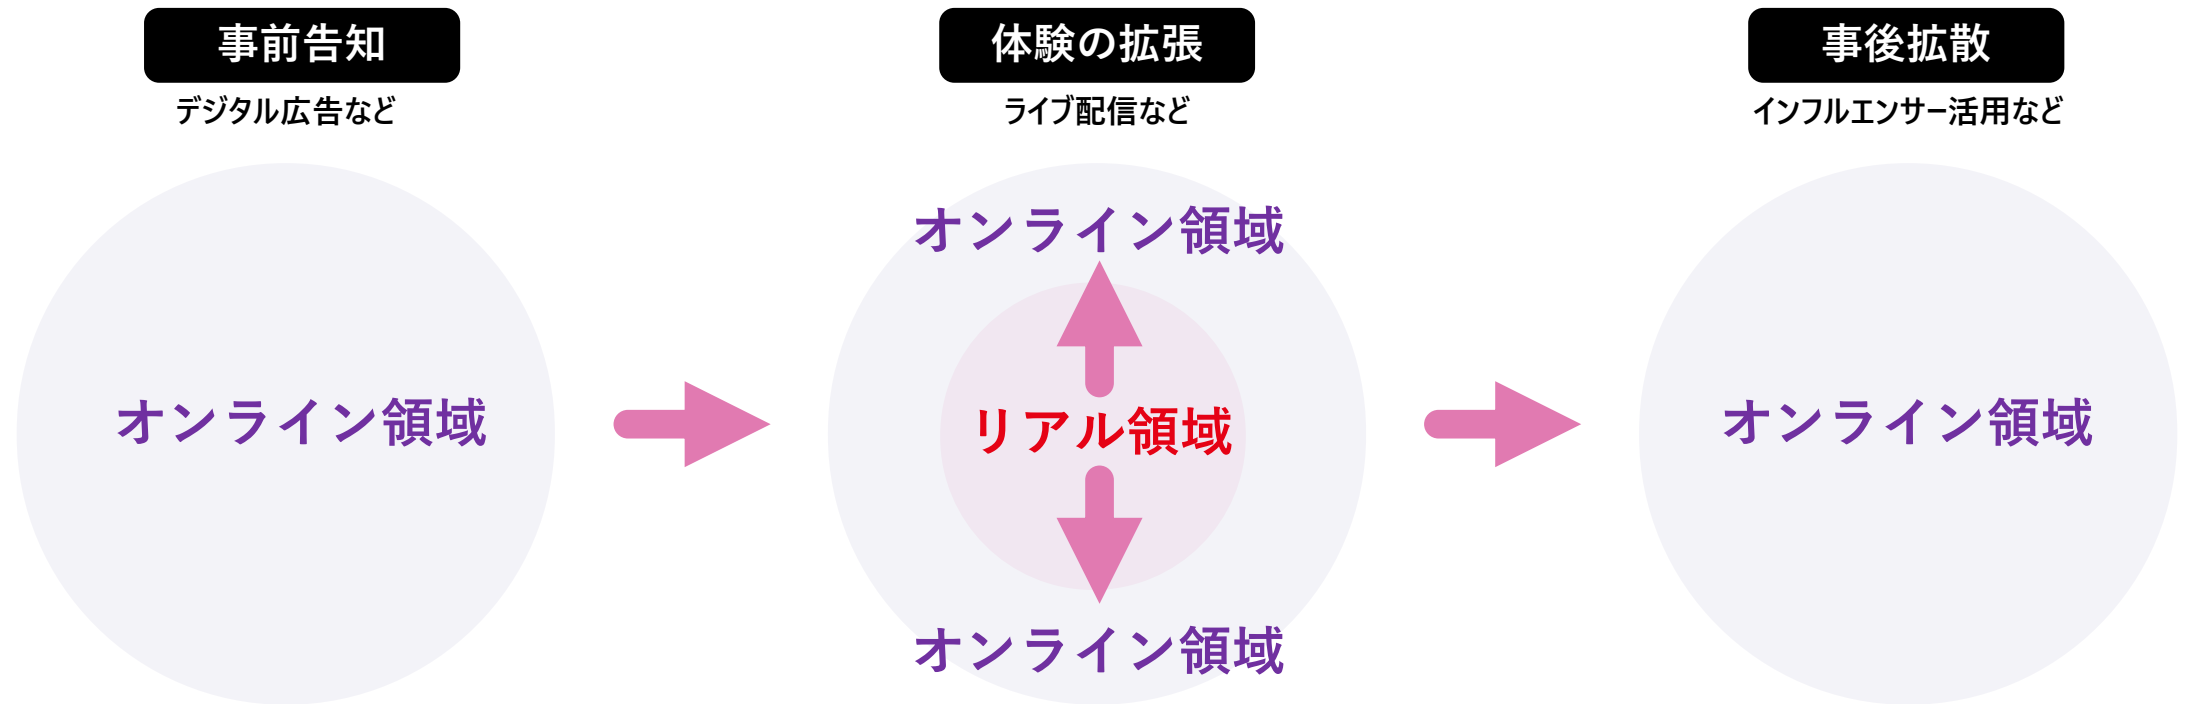 事前告知
デジタル広告など
オンライン領域
体験の拡張
ライブ配信など
オンライン領域
リアル領域
オンライン領域
事後拡散
インフルエンサー活用など
オンライン領域